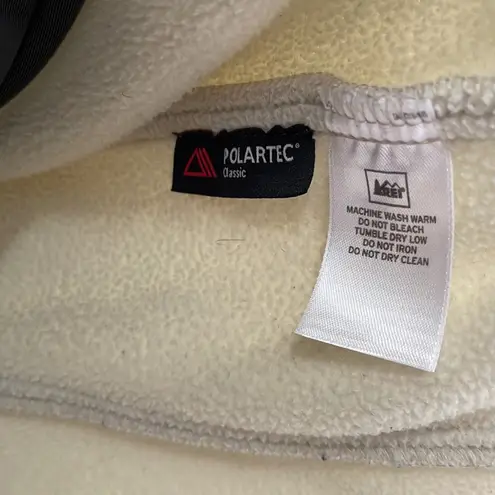 POLARTEC®
Classic
REI
MACHINE WASH WARM
DO NOT BLEACH
TUMBLE DRY LOW
DO NOT IRON
DO NOT DRY CLEAN